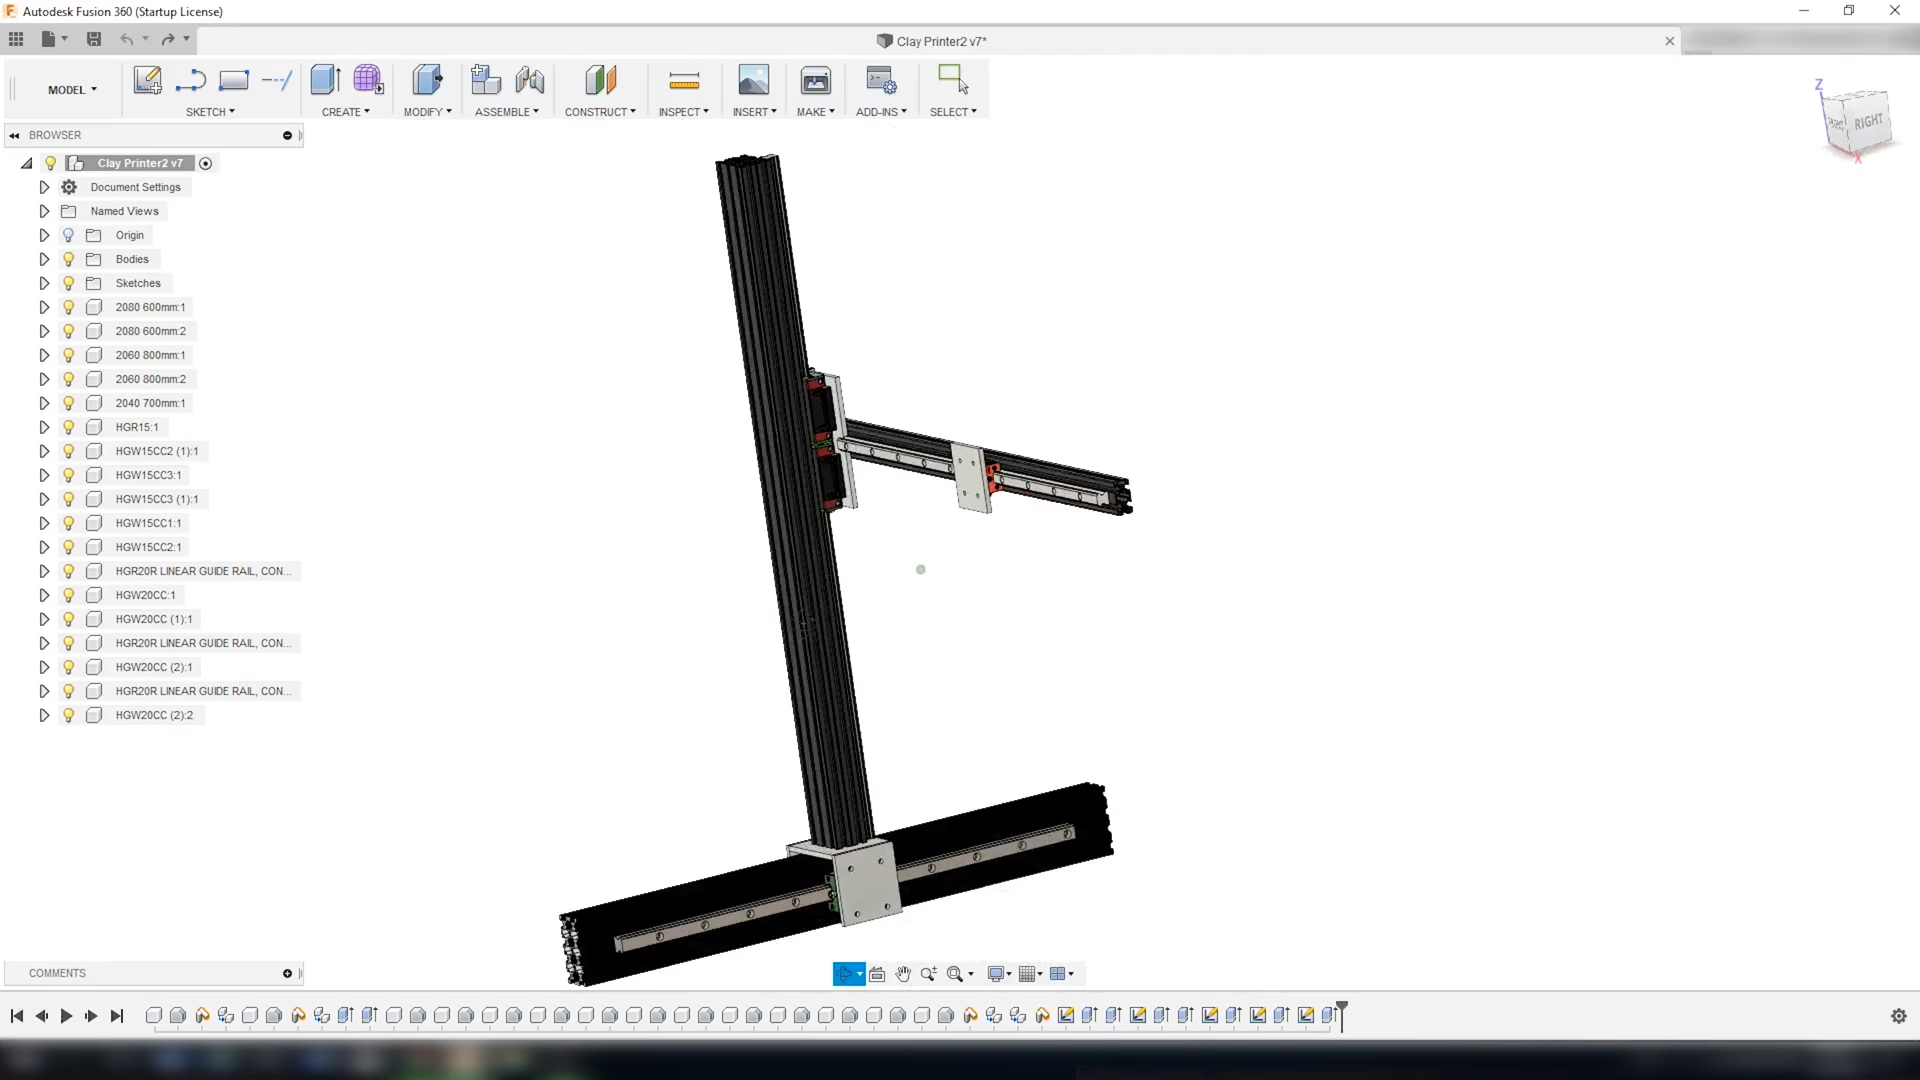 Autodesk Fusion 360 (Startup License)
Clay Printer2 v7*
MODEL
SKETCH
CREATE
MODIFY
ASSEMBLE
CONSTRUCT
INSPECT
INSERT
MAKE
ADD-INS
SELECT
Z
RIGHT
X
BROWSER
Clay Printer2 v7
Document Settings
Named Views
Origin
Bodies
Sketches
2080 600mm:1
2080 600mm:2
2060 800mm:1
2060 800mm:2
2040 700mm:1
HGR15:1
HGW15CC2 (1):1
HGW15CC3:1
HGW15CC3 (1):1
HGW15CC1:1
HGW15CC2:1
HGR20R LINEAR GUIDE RAIL, CON...
HGW20CC:1
HGW20CC (1):1
HGR20R LINEAR GUIDE RAIL, CON...
HGW20CC (2):1
HGR20R LINEAR GUIDE RAIL, CON...
HGW20CC (2):2
COMMENTS